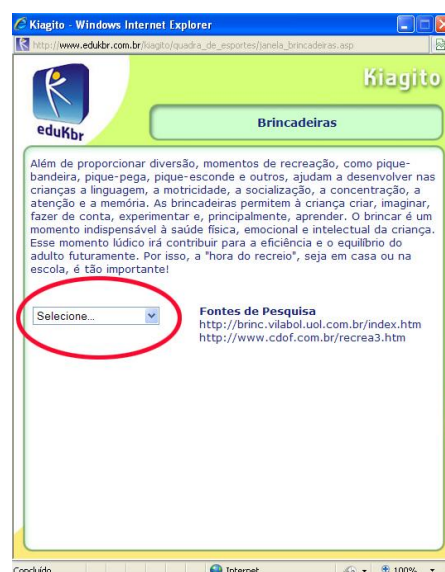 Kiagito - Windows Internet Explorer
http://www.edukbr.com.br/kiagito/quadra_de_esportes/janela_brincadeiras.asp
Kiagito
edukbr
Brincadeiras
Além de proporcionar diversão, momentos de recreação, como pique-
bandeira, pique-pega, pique-esconde e outros, ajudam a desenvolver nas
crianças a linguagem, a motricidade, a socialização, a concentração, a
atenção e a memória. As brincadeiras permitem à criança criar, imaginar,
fazer de conta, experimentar e, principalmente, aprender. O brincar é um
momento indispensável à saúde física, emocional e intelectual da criança.
Esse momento lúdico irá contribuir para a eficiência e o equilíbrio do
adulto futuramente. Por isso, a "hora do recreio", seja em casa ou na
escola, é tão importante!
Selecione...
Fontes de Pesquisa
http://brinc.vilabol.uol.com.br/index.htm
http://www.cdof.com.br/recrea3.htm
Concluído Internet 100%